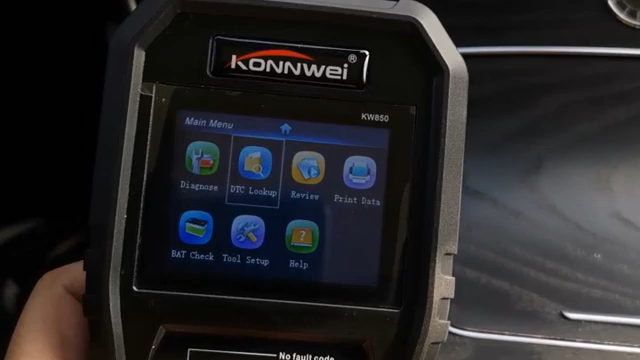 KONNWEI®
Main Menu
KW850
Diagnose DTC Lookup Review Print Data
BAT Check Tool Setup Help
No fault code